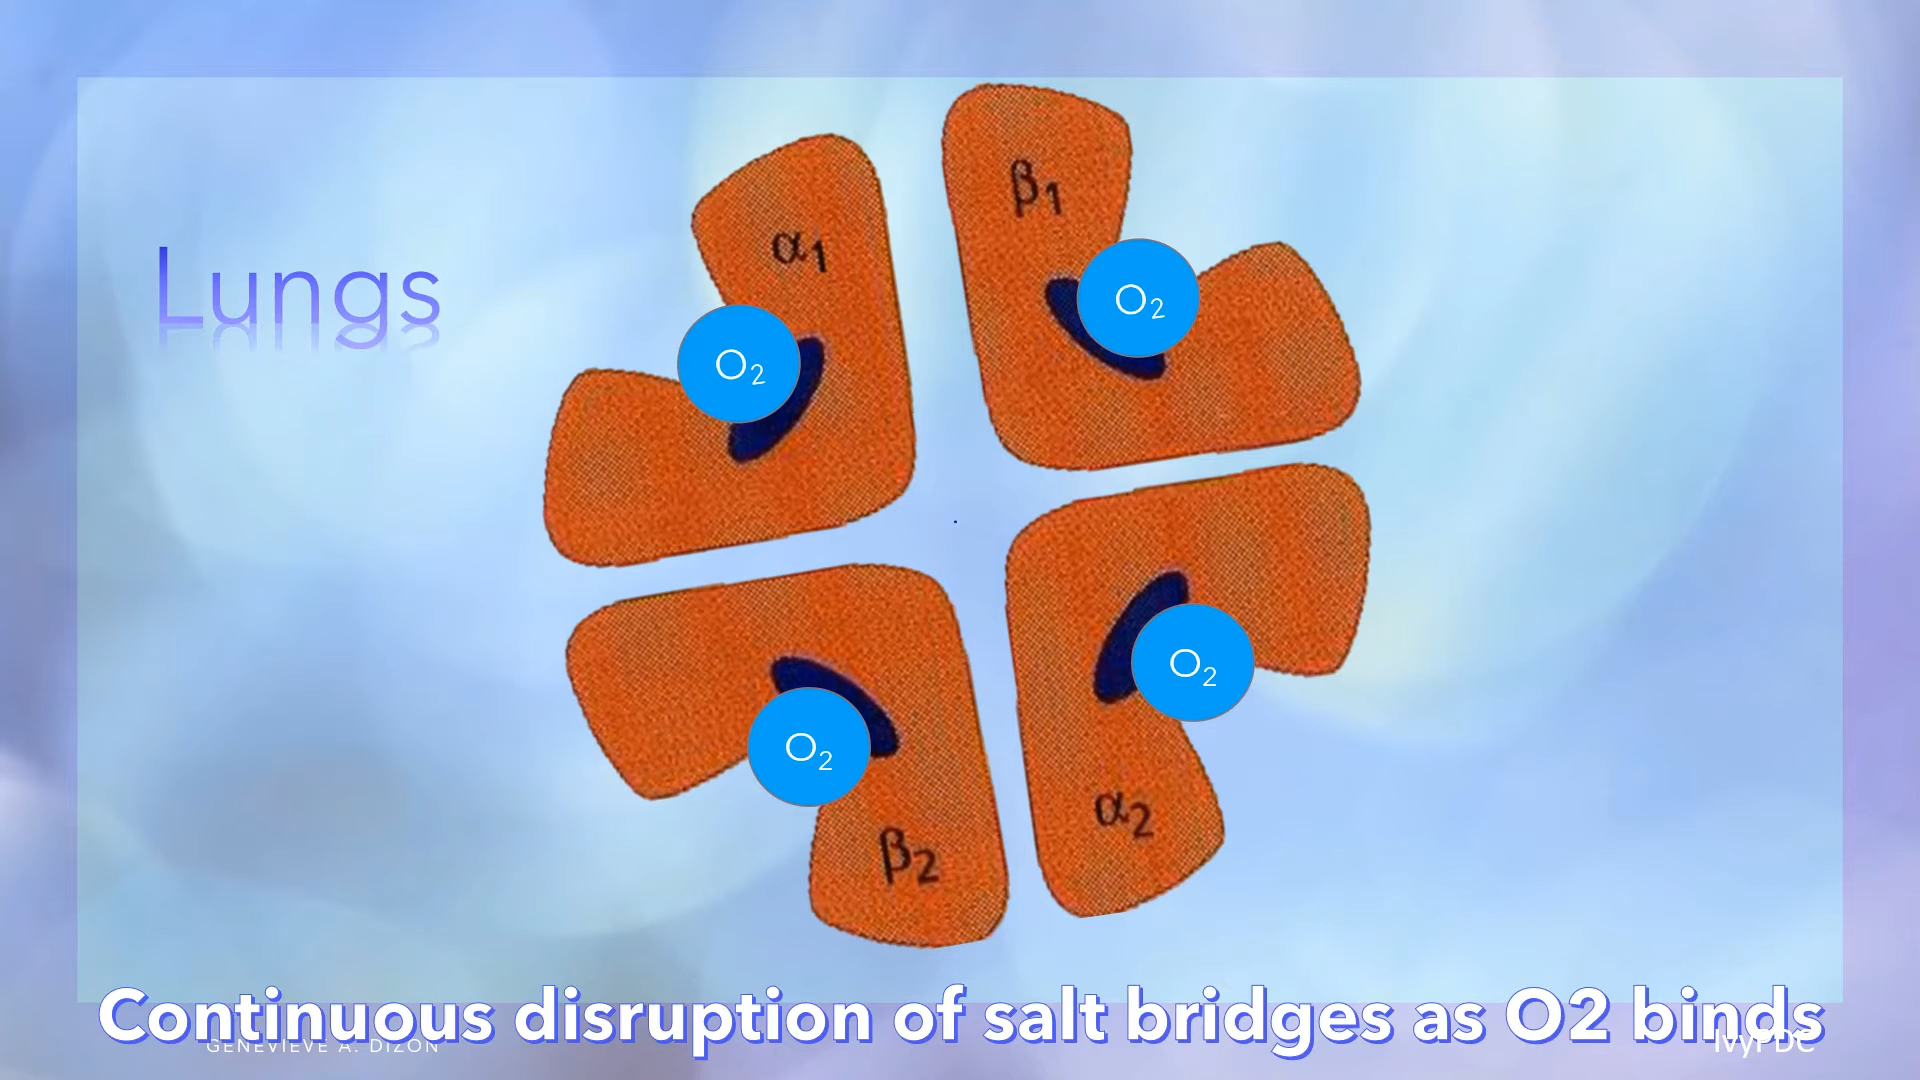 β1
α1
Lungs
O2
O2
O2
O2
α2
β2
Continuous disruption of salt bridges as O2 binds
GENEVIEVE A. DIZON
IvyPDC